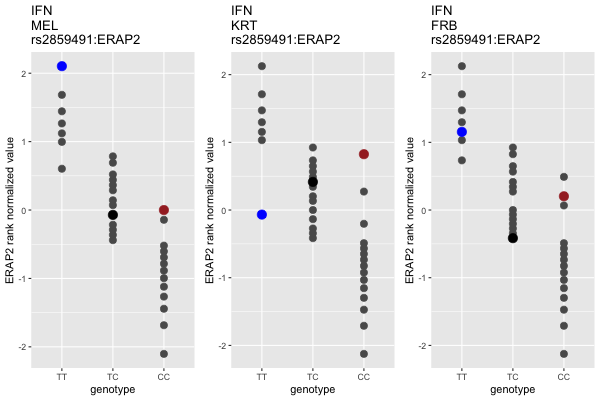 IFN
MEL
rs2859491:ERAP2
ERAP2 rank normalized value
2
1
0
-1
-2
TT
TC
CC
genotype
IFN
KRT
rs2859491:ERAP2
ERAP2 rank normalized value
2
1
0
-1
-2
TT
TC
CC
genotype
IFN
FRB
rs2859491:ERAP2
ERAP2 rank normalized value
2
1
0
-1
-2
TT
TC
CC
genotype